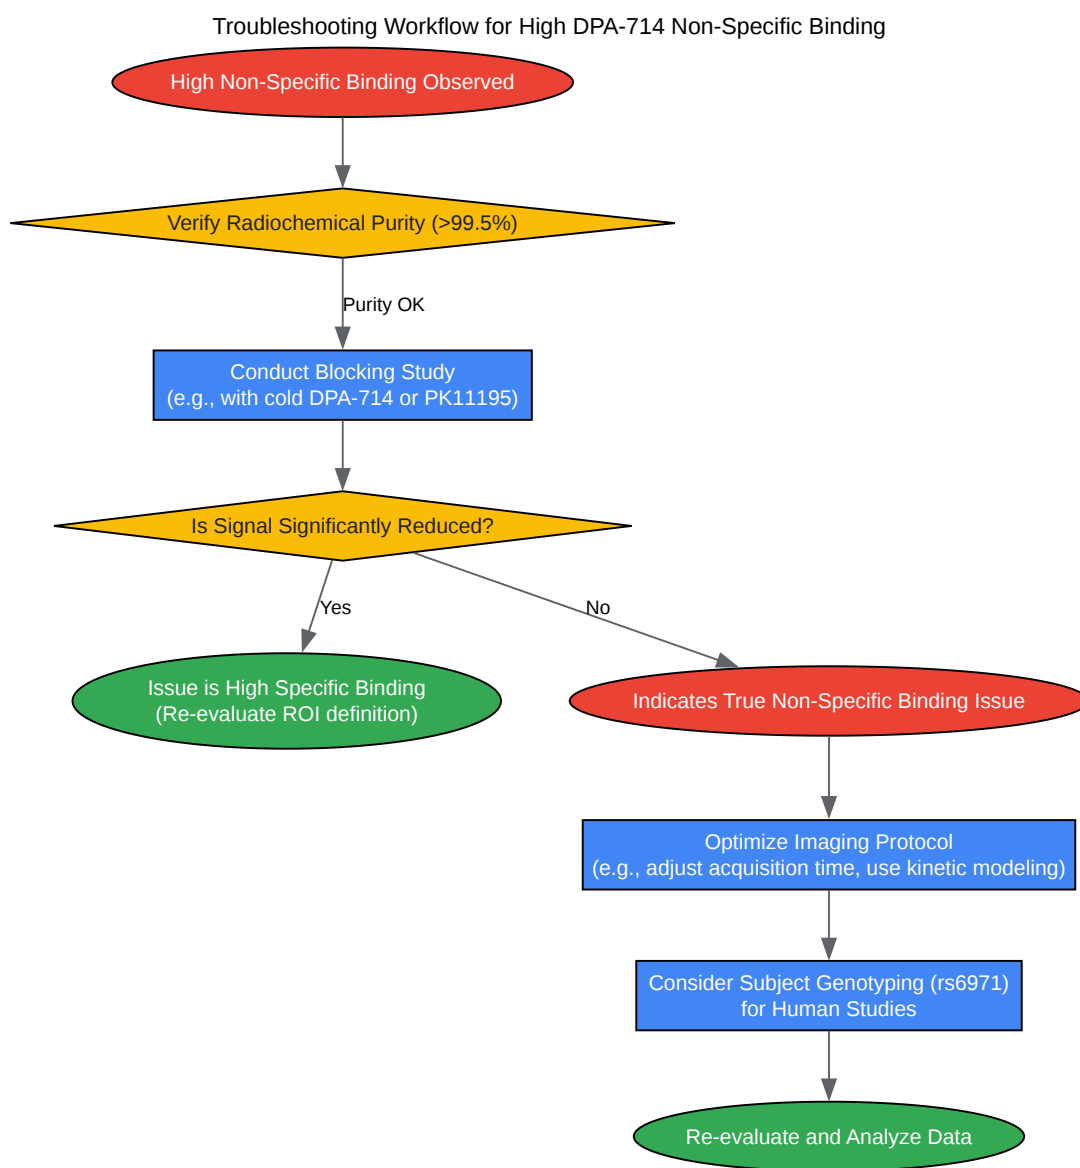 Troubleshooting Workflow for High DPA-714 Non-Specific Binding
High Non-Specific Binding Observed
Verify Radiochemical Purity (>99.5%)
Purity OK
Conduct Blocking Study
(e.g., with cold DPA-714 or PK11195)
Is Signal Significantly Reduced?
Yes
No
Issue is High Specific Binding
(Re-evaluate ROI definition)
Indicates True Non-Specific Binding Issue
Optimize Imaging Protocol
(e.g., adjust acquisition time, use kinetic modeling)
Consider Subject Genotyping (rs6971)
for Human Studies
Re-evaluate and Analyze Data